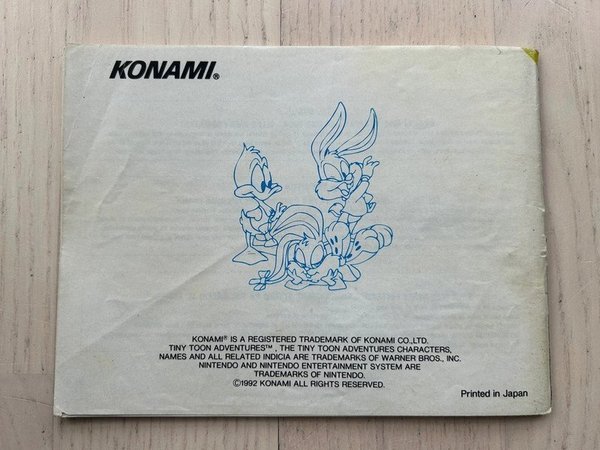 KONAMI®
KONAMI® IS A REGISTERED TRADEMARK OF KONAMI CO.,LTD.
TINY TOON ADVENTURES™. THE TINY TOON ADVENTURES CHARACTERS,
NAMES AND ALL RELATED INDICIA ARE TRADEMARKS OF WARNER BROS., INC.
NINTENDO AND NINTENDO ENTERTAINMENT SYSTEM ARE
TRADEMARKS OF NINTENDO.
©1992 KONAMI ALL RIGHTS RESERVED.
Printed in Japan